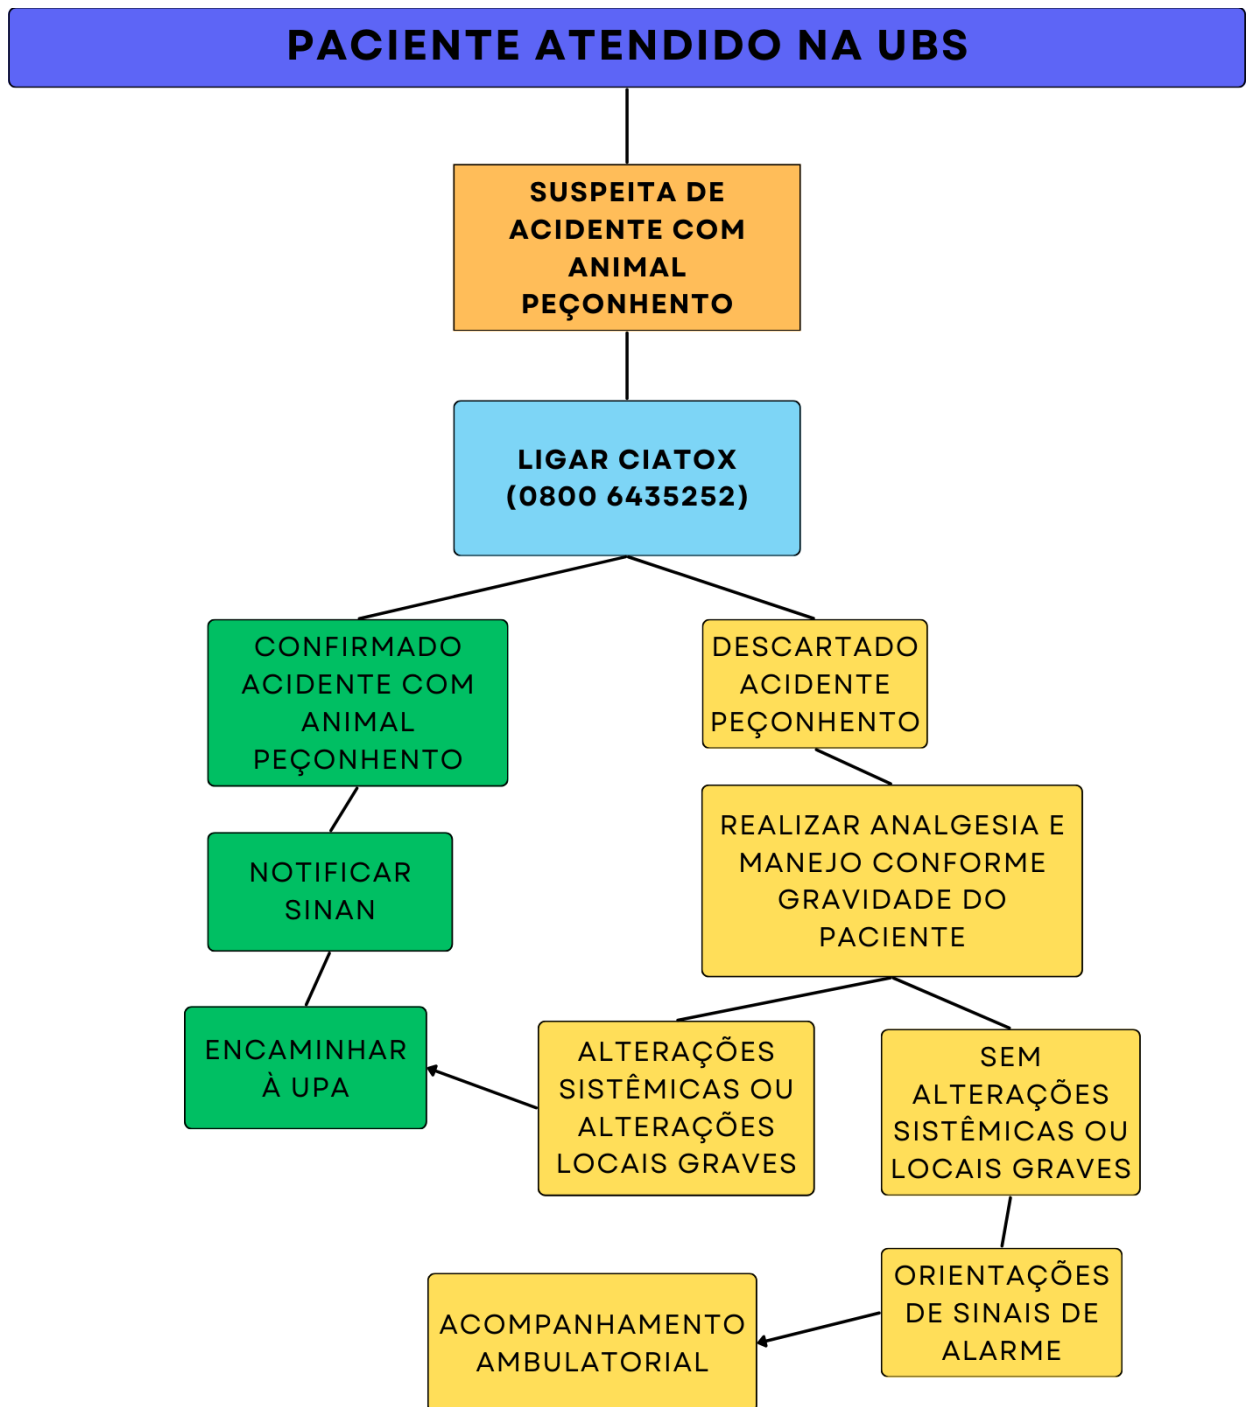 PACIENTE ATENDIDO NA UBS
SUSPEITA DE
ACIDENTE COM
ANIMAL
PEÇONHENTO
LIGAR CIATOX
(0800 6435252)
CONFIRMADO
ACIDENTE COM
ANIMAL
PEÇONHENTO
NOTIFICAR
SINAN
ENCAMINHAR
À UPA
DESCARTADO
ACIDENTE
PEÇONHENTO
REALIZAR ANALGESIA E
MANEJO CONFORME
GRAVIDADE DO
PACIENTE
ALTERAÇÕES
SISTÊMICAS OU
ALTERAÇÕES
LOCAIS GRAVES
SEM
ALTERAÇÕES
SISTÊMICAS OU
LOCAIS GRAVES
ORIENTAÇÕES
DE SINAIS DE
ALARME
ACOMPANHAMENTO
AMBULATORIAL